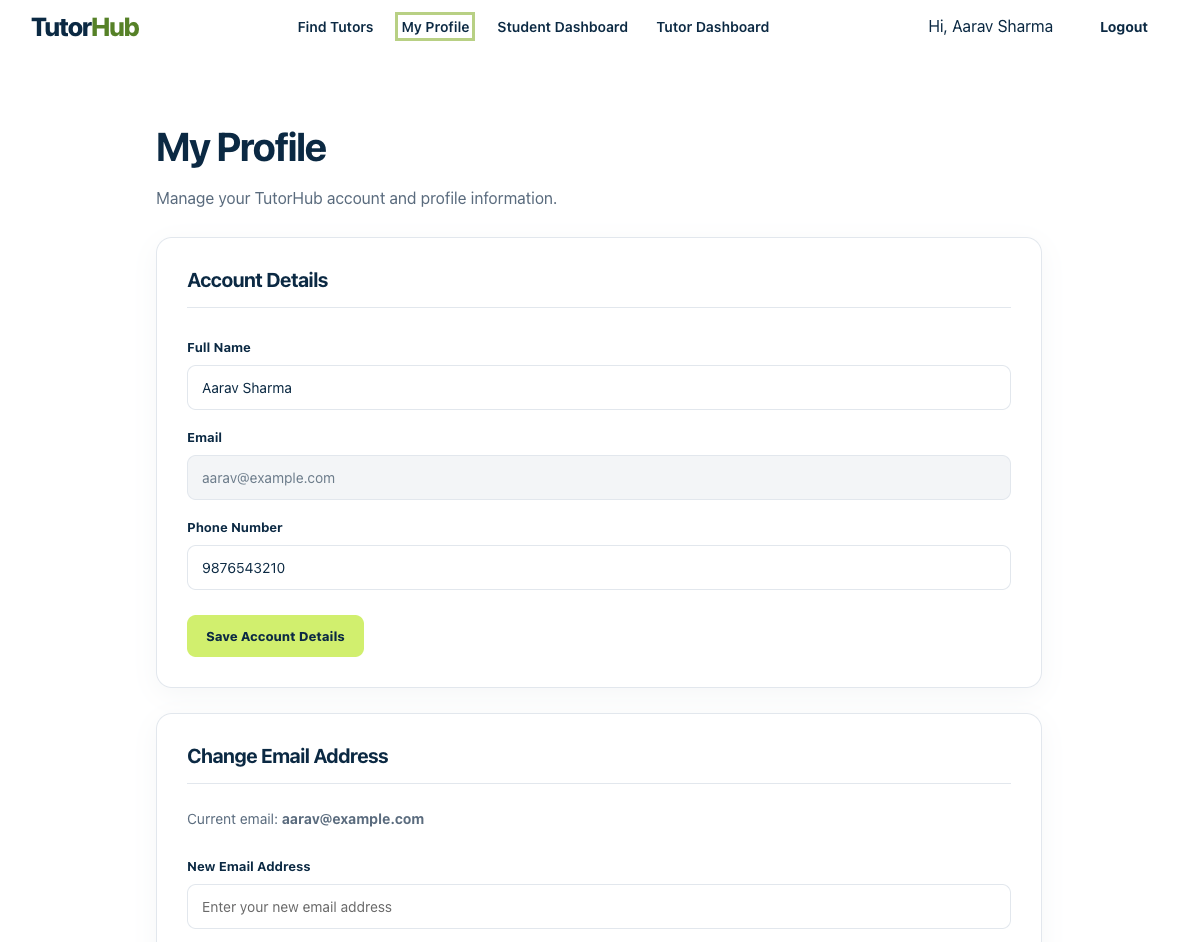 TutorHub Find Tutors My Profile Student Dashboard Tutor Dashboard Hi, Aarav Sharma Logout
My Profile
Manage your TutorHub account and profile information.
Account Details
Full Name
Aarav Sharma
Email
aarav@example.com
Phone Number
9876543210
Save Account Details
Change Email Address
Current email: aarav@example.com
New Email Address
Enter your new email address